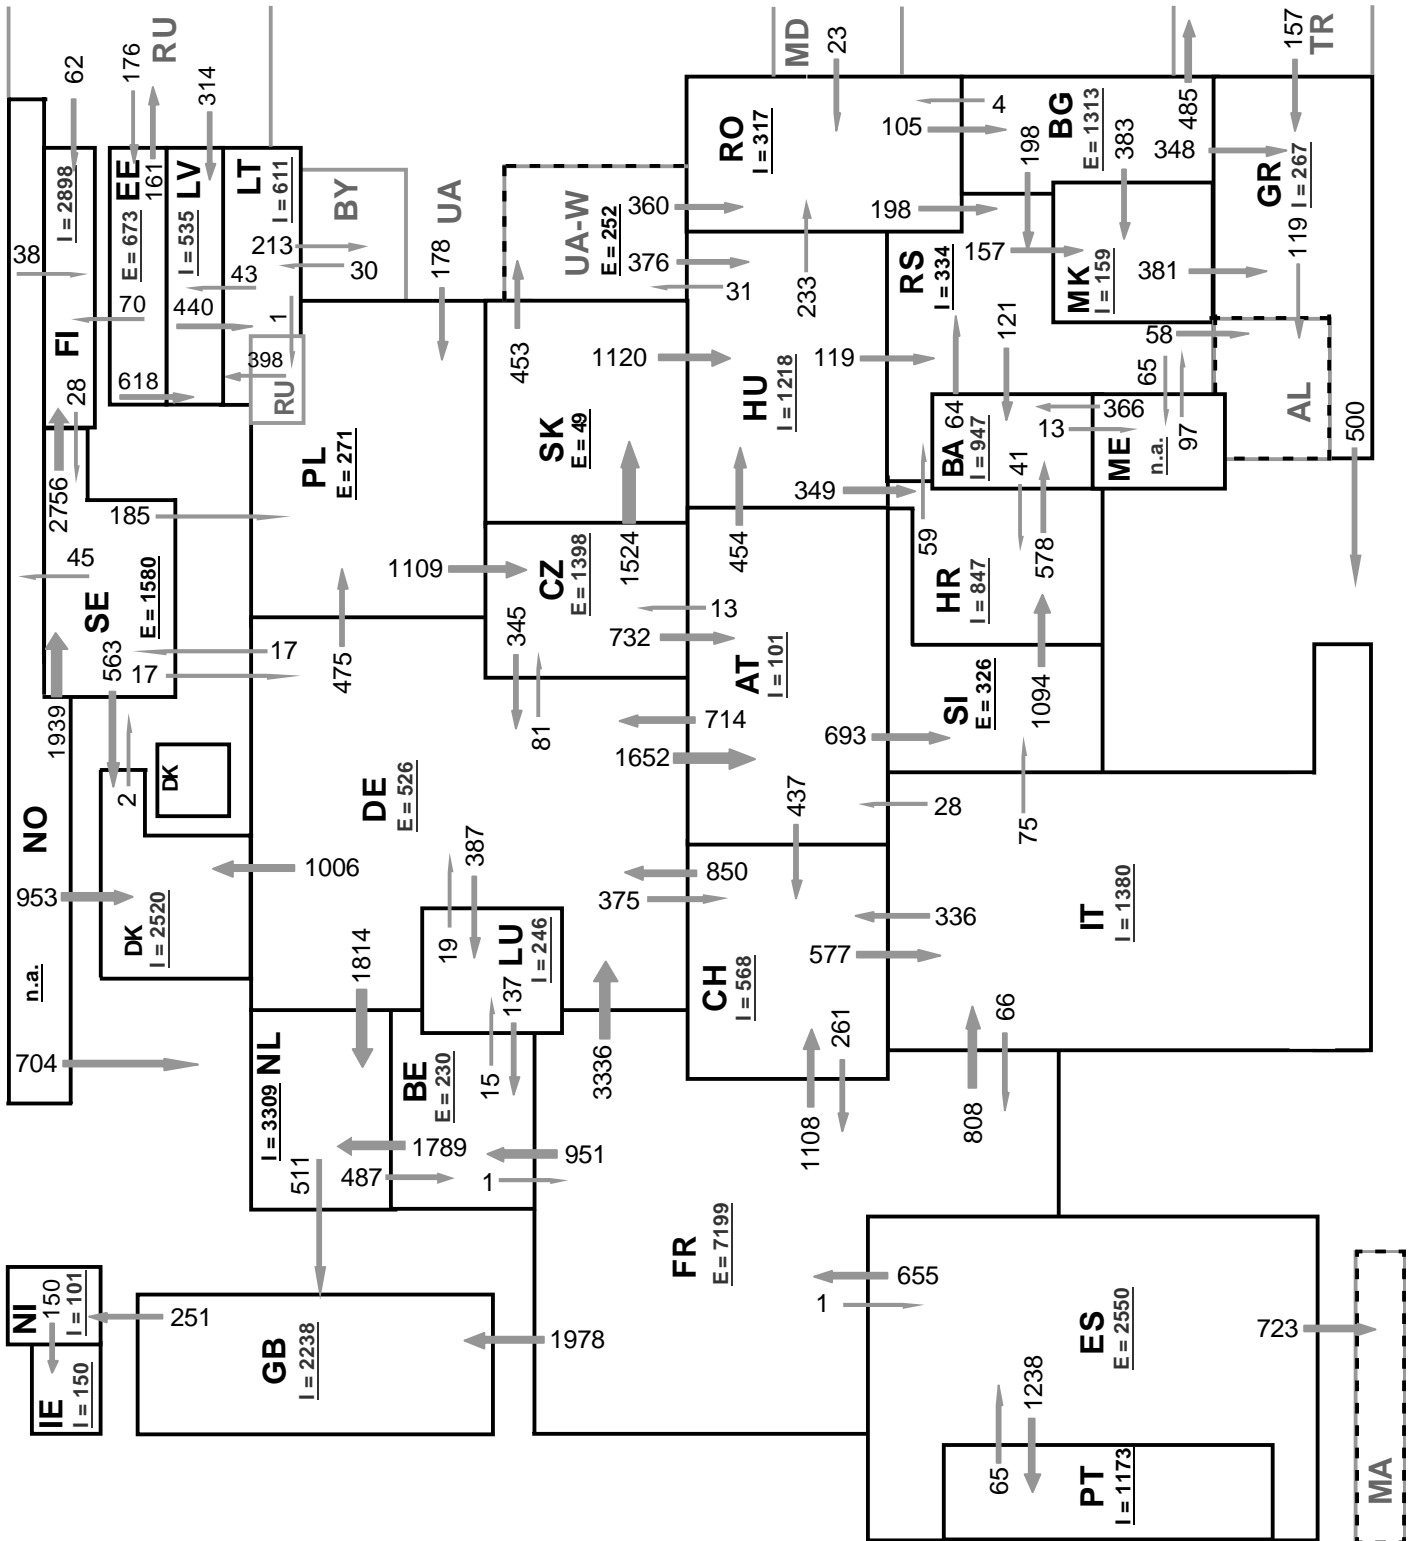 62
176
RU
314
MD
23
157
TR
38
I = 2898
FI
28
2756
E = 673
EE
161
70
618
I = 535
LV
440
43
LT
I = 611
213
30
1
398
RU
BY
178
UA
UA-W
E = 252
360
376
31
453
RO
I = 317
4
105
198
233
BG
E = 1313
198
383
348
485
GR
I = 267
119
RS
I = 334
157
121
MK
I = 159
381
58
65
97
AL
500
PL
E = 271
185
SK
E = 49
1120
HU
I = 1218
119
BA
I = 947
64
366
13
41
ME
n.a.
45
SE
E = 1580
563
17
17
1939
1109
475
CZ
E = 1398
1524
345
81
732
13
454
349
59
HR
I = 847
578
NO
n.a.
953
704
2
DK
DK
I = 2520
1006
DE
E = 526
714
1652
AT
I = 101
693
437
SI
E = 326
1094
28
75
19
387
LU
I = 246
137
15
850
375
CH
I = 568
336
577
IT
I = 1380
1814
NL
I = 3309
511
BE
E = 230
1789
487
1
951
3336
1108
261
808
66
NI
150
I = 101
IE
I = 150
251
GB
I = 2238
1978
FR
E = 7199
655
1
ES
E = 2550
723
65
1238
PT
I = 1173
MA